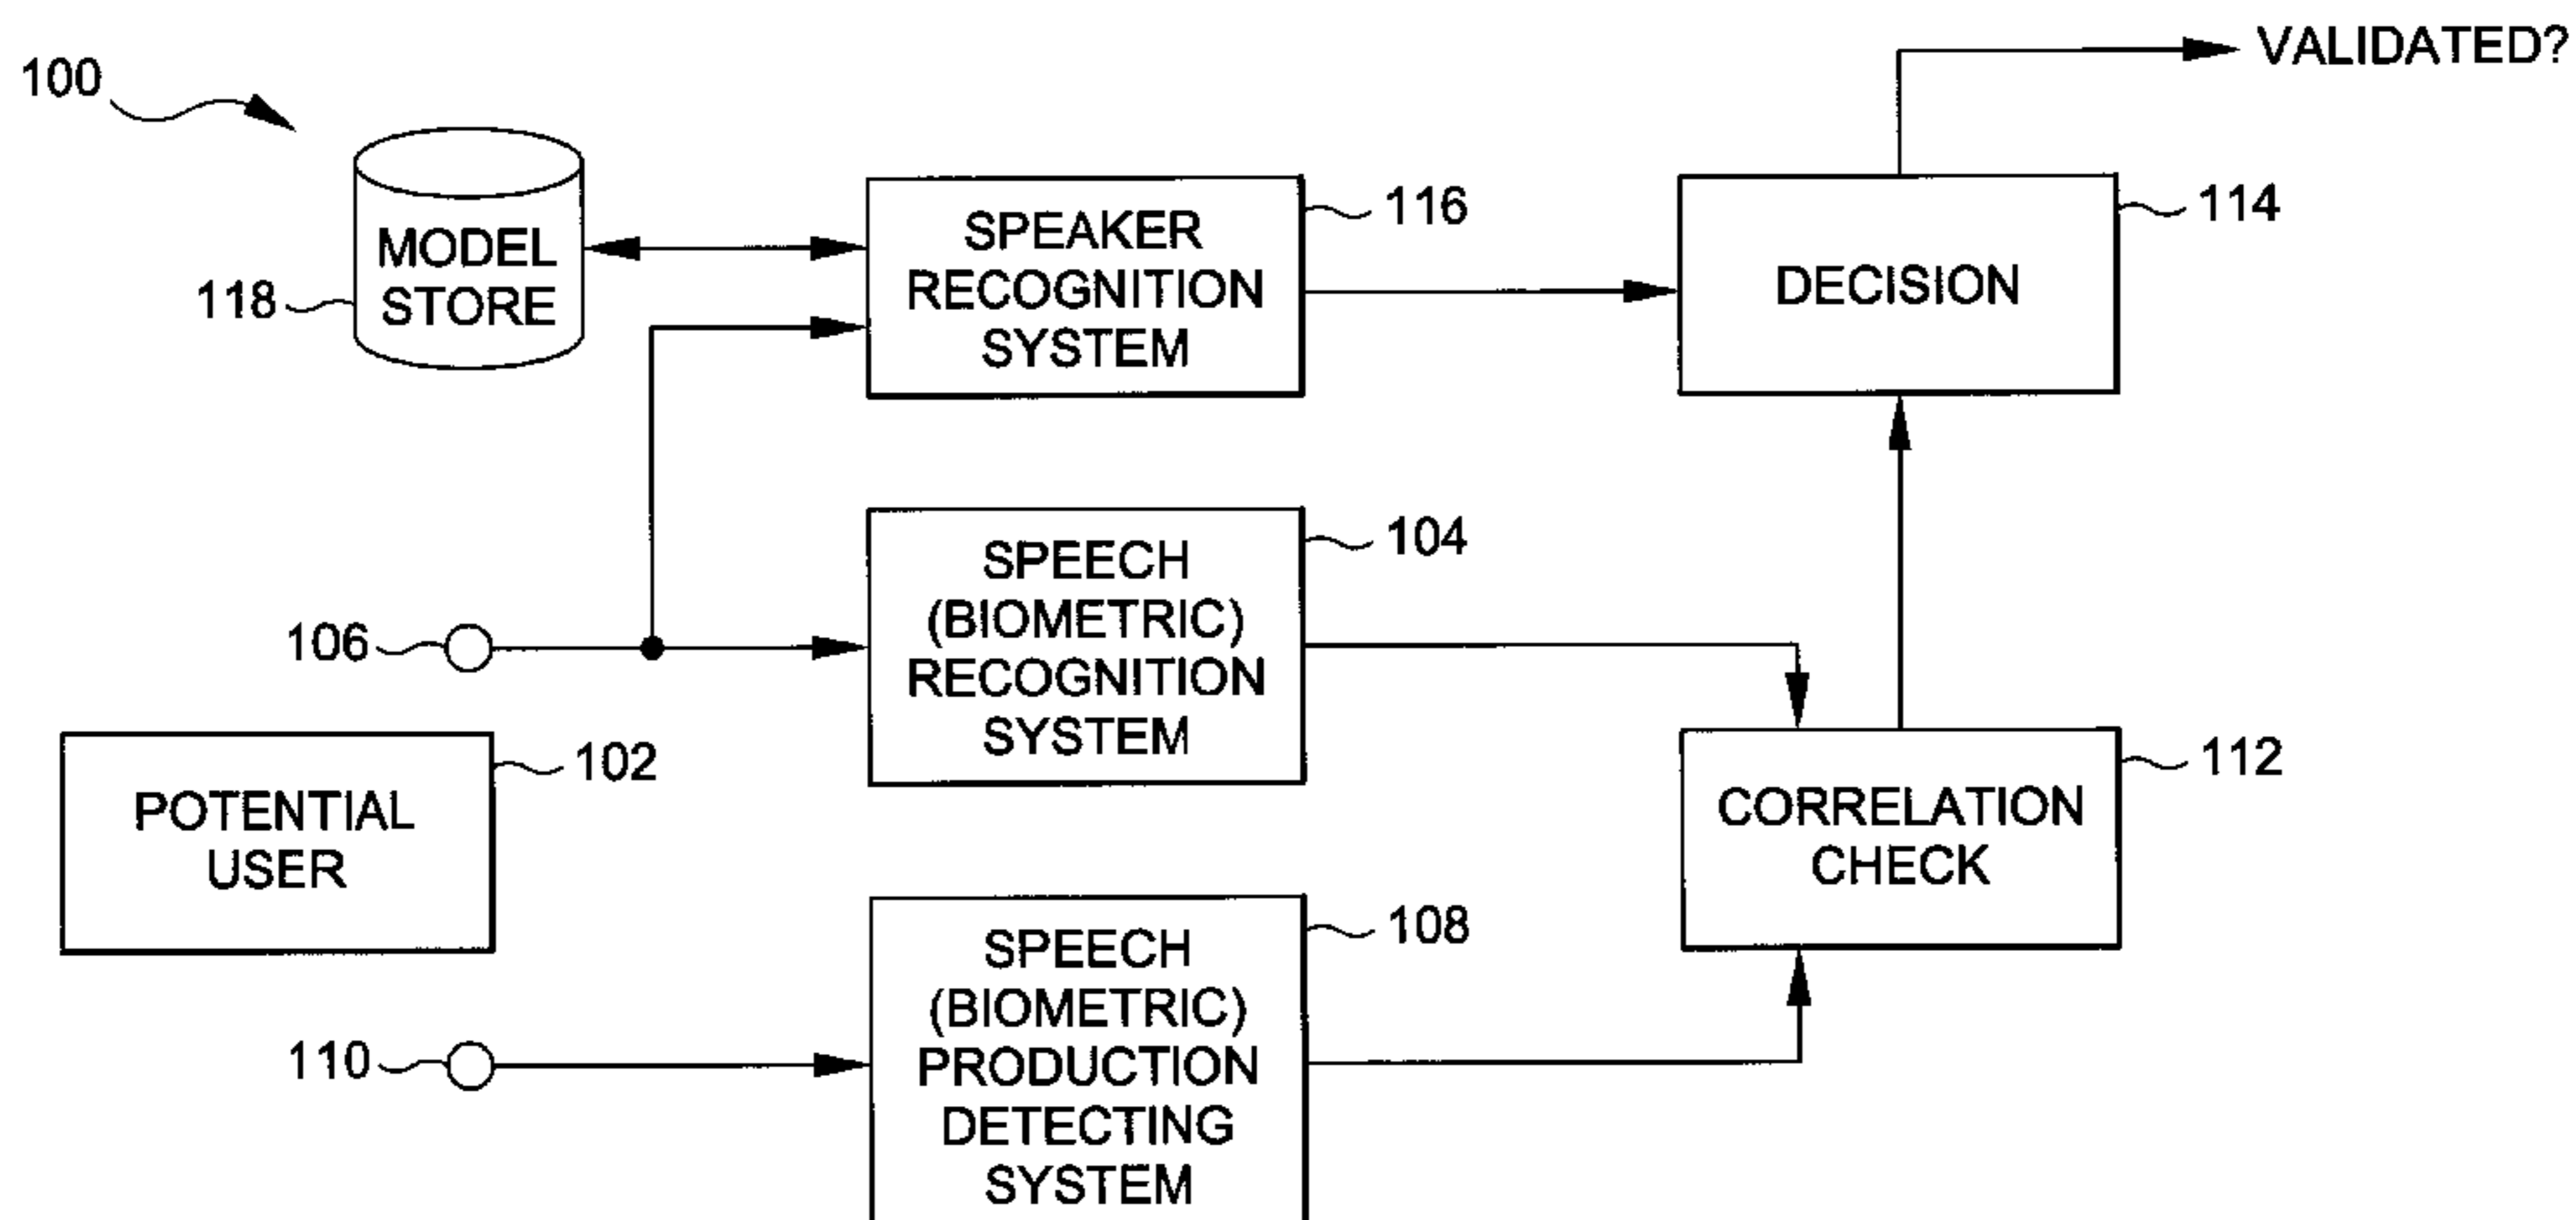 VALIDATED?
100
MODEL
STORE
118
SPEAKER
RECOGNITION
SYSTEM
116
DECISION
114
106
SPEECH
(BIOMETRIC)
RECOGNITION
SYSTEM
104
POTENTIAL
USER
102
CORRELATION
CHECK
112
110
SPEECH
(BIOMETRIC)
PRODUCTION
DETECTING
SYSTEM
108